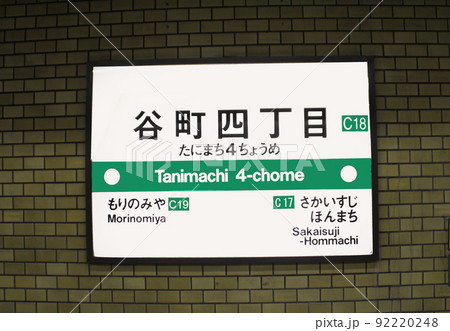 谷町四丁目 C18
たにまち4ちょうめ
Tanimachi 4-chome
もりのみや C19
Morinomiya
C17 さかいすじ
ほんまち
Sakaisuji
-Hommachi
PIXTA
pixta.jp - 92220248